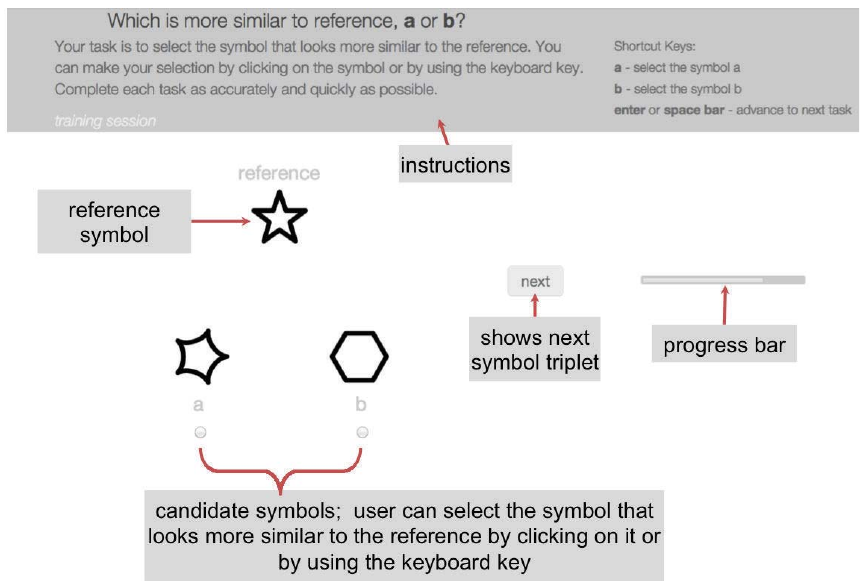 Which is more similar to reference, a or b?
Your task is to select the symbol that looks more similar to the reference. You
can make your selection by clicking on the symbol or by using the keyboard key.
Complete each task as accurately and quickly as possible.
training session
Shortcut Keys:
a - select the symbol a
b - select the symbol b
enter or space bar - advance to next task
instructions
reference
reference
symbol
next
shows next
symbol triplet
progress bar
a
b
candidate symbols; user can select the symbol that
looks more similar to the reference by clicking on it or
by using the keyboard key